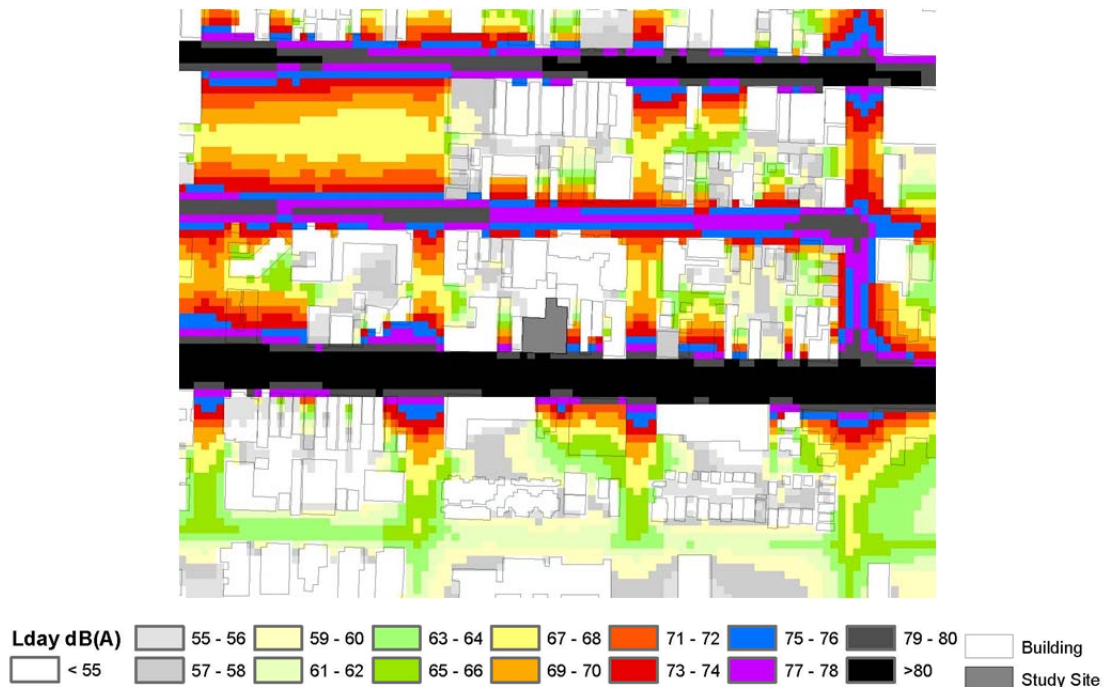 Lday dB(A) 55 - 56 59 - 60 63 - 64 67 - 68 71 - 72 75 - 76 79 - 80 Building
< 55 57 - 58 61 - 62 65 - 66 69 - 70 73 - 74 77 - 78 >80 Study Site